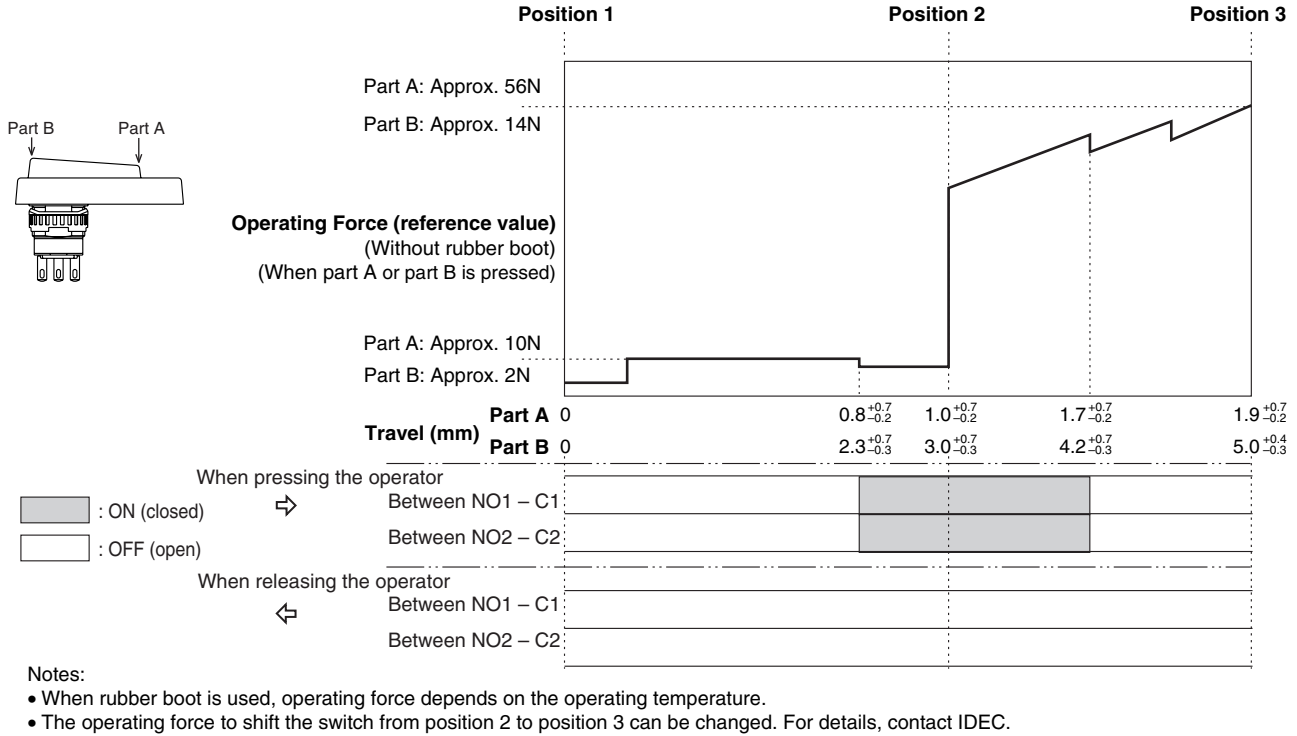 Position 1 Position 2 Position 3
Part A: Approx. 56N
Part B: Approx. 14N
Part B Part A
Operating Force (reference value)
(Without rubber boot)
(When part A or part B is pressed)
Part A: Approx. 10N
Part B: Approx. 2N
Travel (mm)
Part A 0 0.8 +0.7 −0.2 1.0 +0.7 −0.2 1.7 +0.7 −0.2 1.9 +0.7 −0.2
Part B 0 2.3 +0.7 −0.3 3.0 +0.7 −0.3 4.2 +0.7 −0.3 5.0 +0.4 −0.3
When pressing the operator
Between NO1 – C1
Between NO2 – C2
: ON (closed)
: OFF (open)
When releasing the operator
Between NO1 – C1
Between NO2 – C2
Notes:
• When rubber boot is used, operating force depends on the operating temperature.
• The operating force to shift the switch from position 2 to position 3 can be changed. For details, contact IDEC.